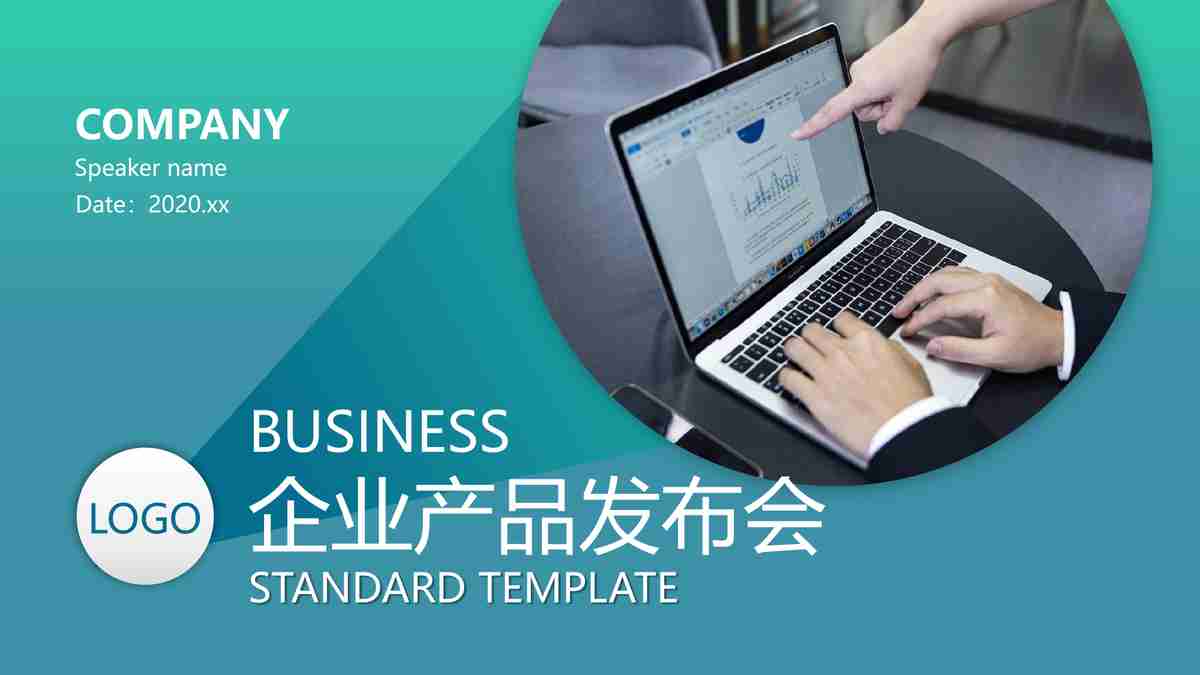 COMPANY
Speaker name
Date：2020.xx
BUSINESS
LOGO
企业产品发布会
STANDARD TEMPLATE